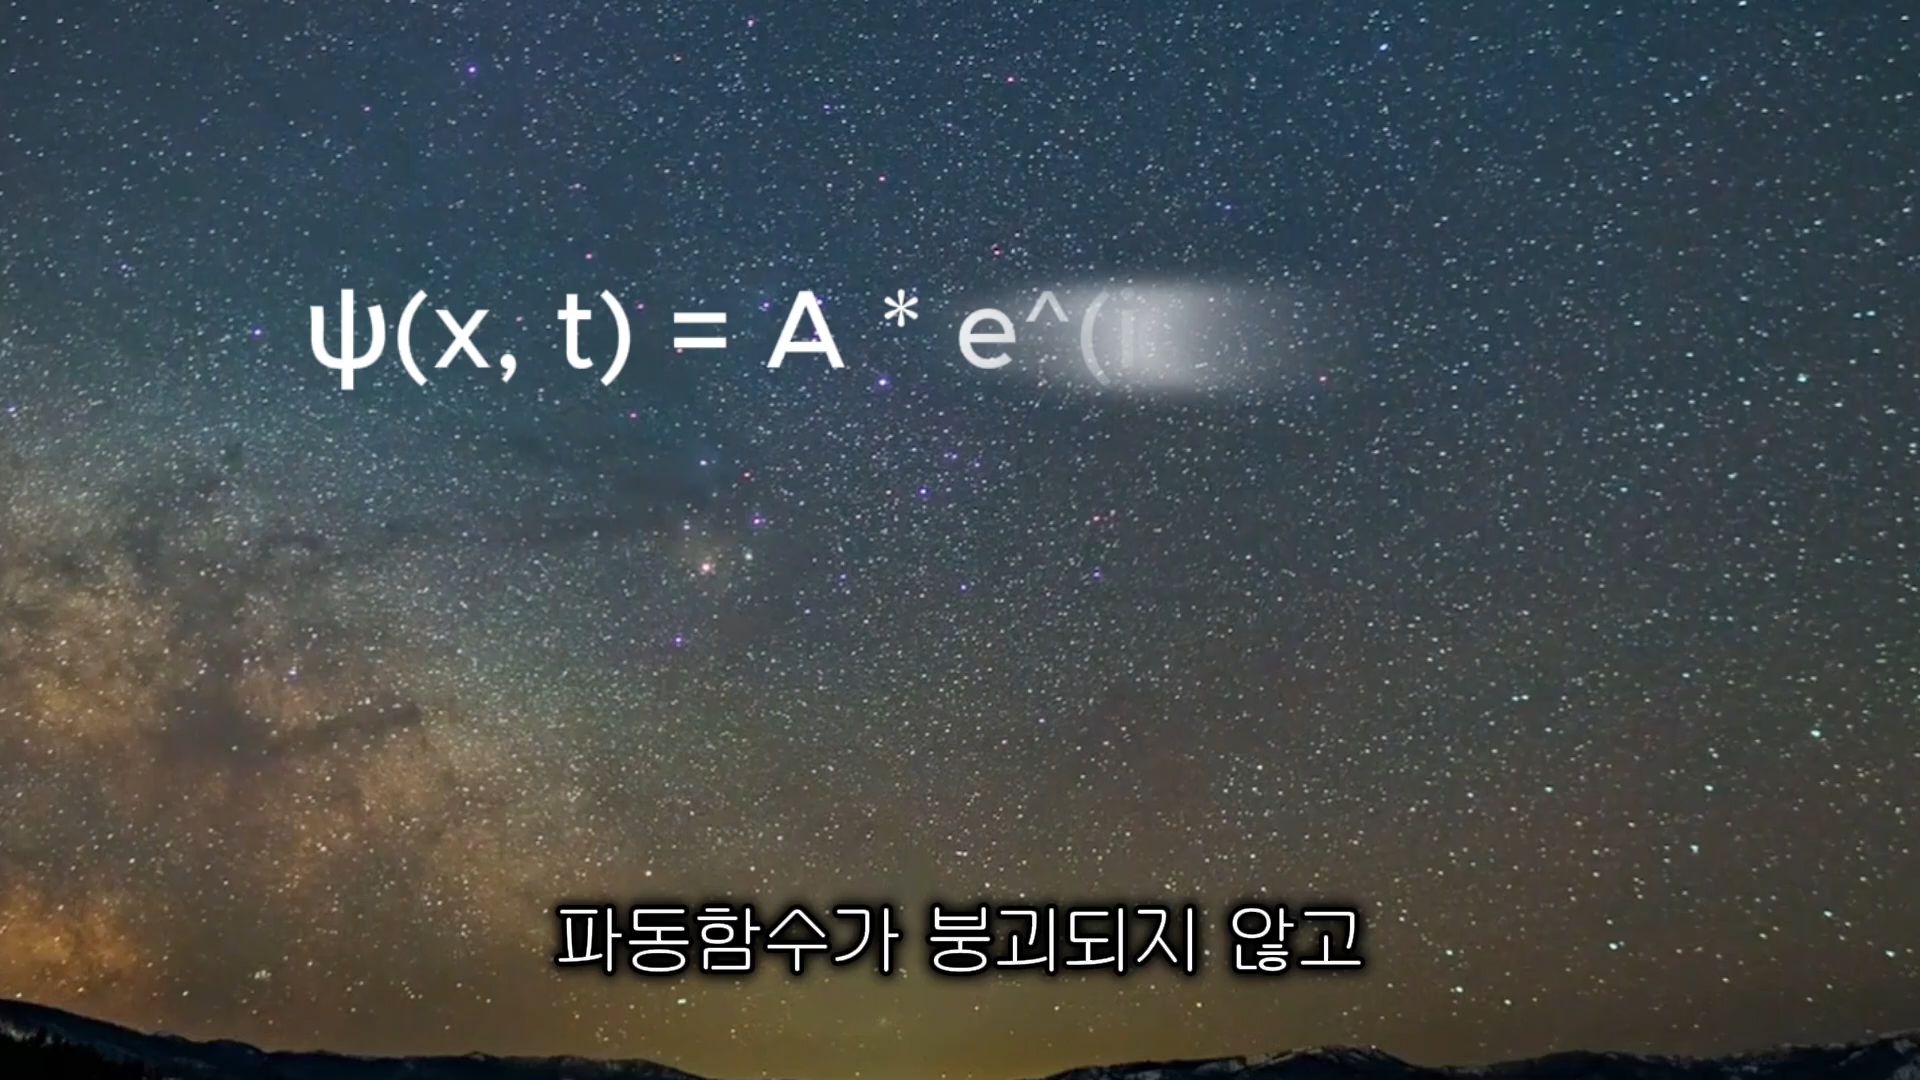 ψ(x, t) = A * e^(i
파동함수가 붕괴되지 않고